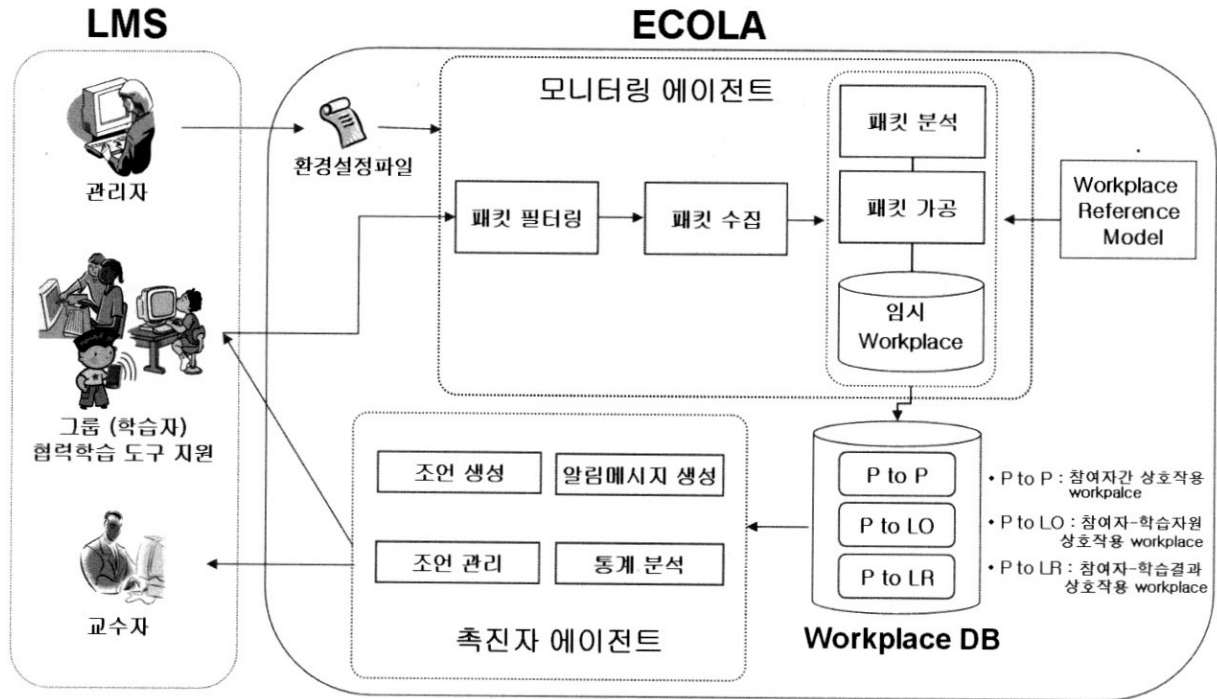 LMS
ECOLA
관리자
환경설정파일
모니터링 에이전트
패킷 분석
패킷 필터링
패킷 수집
패킷 가공
임시
Workplace
Workplace
Reference
Model
그룹 (학습자)
협력학습 도구 지원
교수자
조언 생성
알림메시지 생성
조언 관리
통계 분석
촉진자 에이전트
P to P
P to LO
P to LR
Workplace DB
• P to P : 참여자간 상호작용
workpalce
• P to LO : 참여자-학습자원
상호작용 workplace
• P to LR : 참여자-학습결과
상호작용 workplace